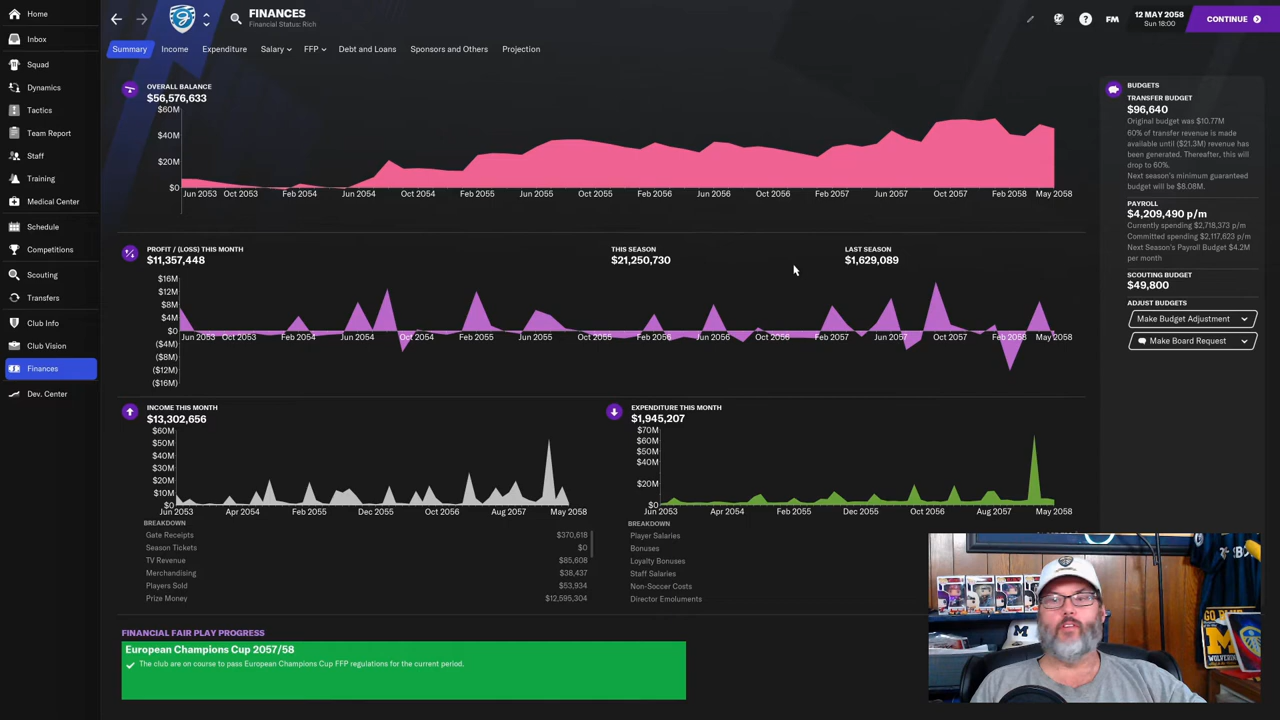 Home
Inbox
Squad
Dynamics
Tactics
Team Report
Staff
Training
Medical Center
Schedule
Competitions
Scouting
Transfers
Club Info
Club Vision
Finances
Dev. Center
FINANCES
Financial Status: Rich
FM
12 MAY 2058
Sun 18:00
CONTINUE
Summary
Income
Expenditure
Salary
FFP
Debt and Loans
Sponsors and Others
Projection
OVERALL BALANCE
$56,576,633
$60M
$40M
$20M
$0
Jun 2053 Oct 2053 Feb 2054 Jun 2054 Oct 2054 Feb 2055 Jun 2055 Oct 2055 Feb 2056 Jun 2056 Oct 2056 Feb 2057 Jun 2057 Oct 2057 Feb 2058 May 2058
PROFIT / (LOSS) THIS MONTH
$11,357,448
THIS SEASON
$21,250,730
LAST SEASON
$1,629,089
$16M
$12M
$8M
$4M
$0
($4M)
($8M)
($12M)
($16M)
Jun 2053 Oct 2053 Feb 2054 Jun 2054 Oct 2054 Feb 2055 Jun 2055 Oct 2055 Feb 2056 Jun 2056 Oct 2056 Feb 2057 Jun 2057 Oct 2057 Feb 2058 May 2058
INCOME THIS MONTH
$13,302,656
$60M
$50M
$40M
$30M
$20M
$10M
$0
Jun 2053 Apr 2054 Feb 2055 Dec 2055 Oct 2056 Aug 2057 May 2058
BREAKDOWN
Gate Receipts $370,618
Season Tickets $0
TV Revenue $85,608
Merchandising $38,437
Players Sold $53,934
Prize Money $12,595,304
EXPENDITURE THIS MONTH
$1,945,207
$70M
$60M
$50M
$40M
$20M
$0
Jun 2053 Apr 2054 Feb 2055 Dec 2055 Oct 2056 Aug 2057 May 2058
BREAKDOWN
Player Salaries
Bonuses
Loyalty Bonuses
Staff Salaries
Non-Soccer Costs
Director Emoluments
FINANCIAL FAIR PLAY PROGRESS
European Champions Cup 2057/58
The club are on course to pass European Champions Cup FFP regulations for the current period.
BUDGETS
TRANSFER BUDGET
$96,640
Original budget was $10.77M
60% of transfer revenue is made
available until ($21,3M) revenue has
been generated. Thereafter, this will
drop to 60%.
Next season's minimum guaranteed
budget will be $8.08M.
PAYROLL
$4,209,490 p/m
Currently spending $2,718,373 p/m
Committed spending $2,117,623 p/m
Next Season's Payroll Budget $4.2M
per month
SCOUTING BUDGET
$49,800
ADJUST BUDGETS
Make Budget Adjustment
Make Board Request
M
M
WOLVERINES